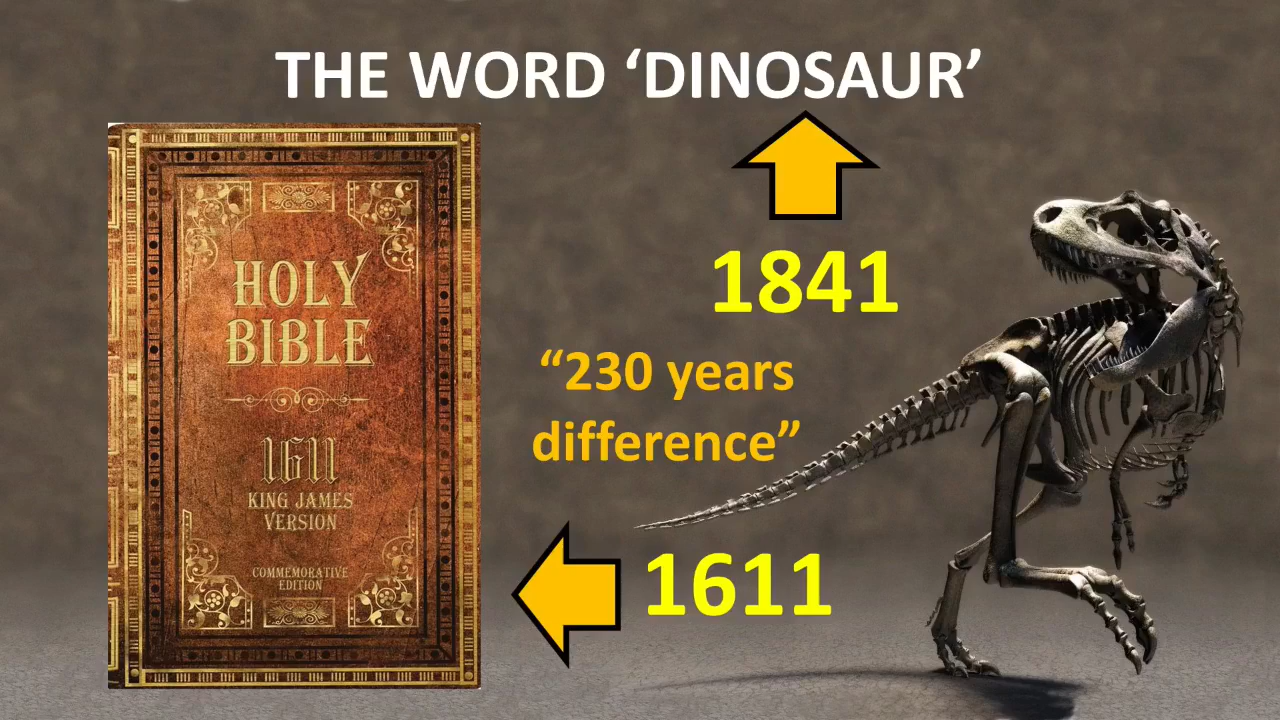 THE WORD ‘DINOSAUR’
HOLY
BIBLE
1611
KING JAMES
VERSION
COMMEMORATIVE
EDITION
1841
“230 years
difference”
1611